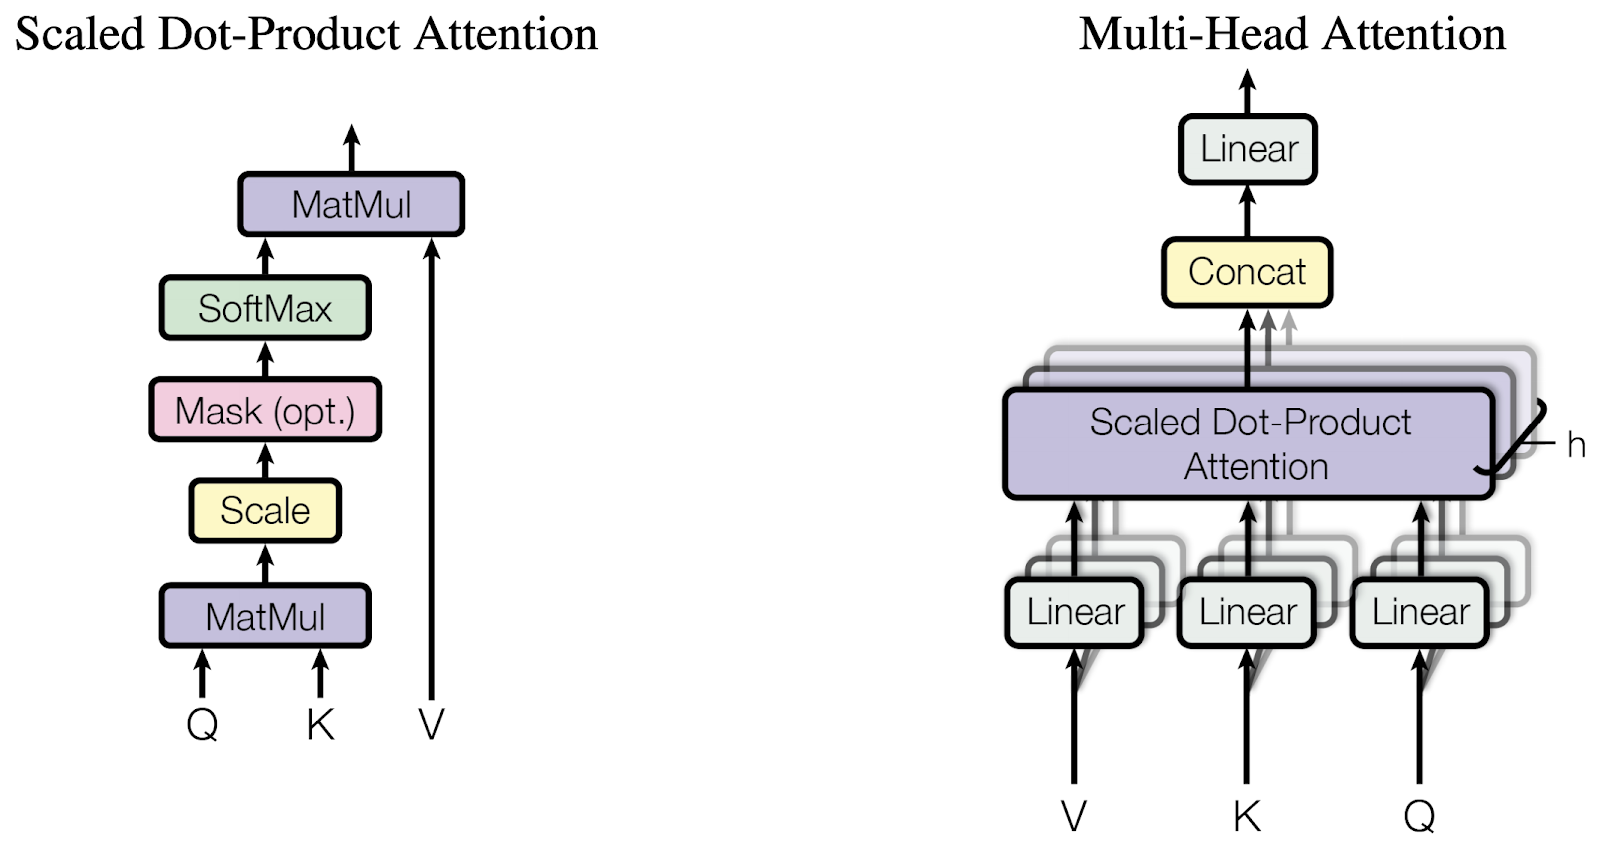 Scaled Dot-Product Attention
MatMul
SoftMax
Mask (opt.)
Scale
MatMul
Q K V
Multi-Head Attention
Linear
Concat
Scaled Dot-Product
Attention
h
Linear Linear Linear
V K Q